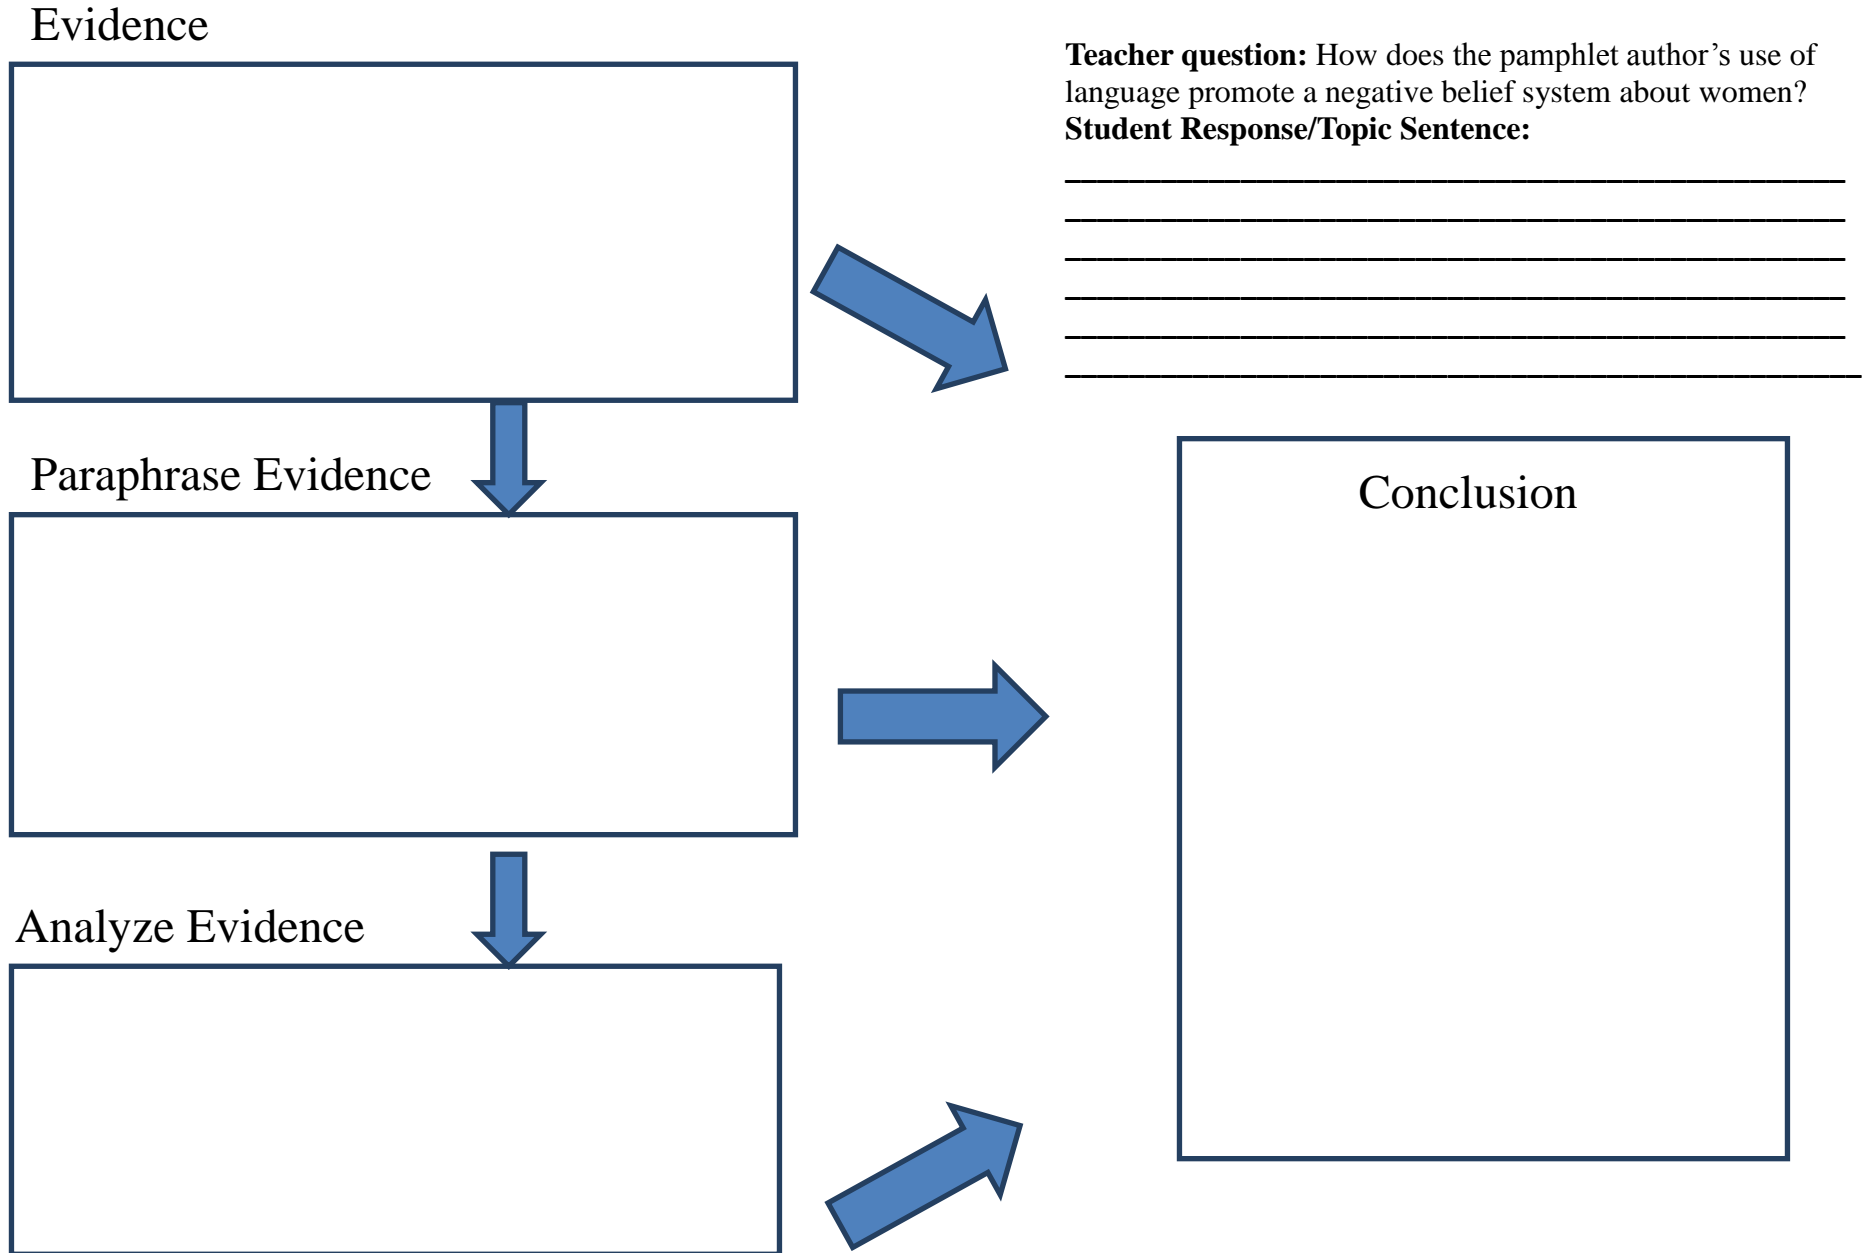 Evidence
Teacher question: How does the pamphlet author’s use of
language promote a negative belief system about women?
Student Response/Topic Sentence:
Paraphrase Evidence
Conclusion
Analyze Evidence